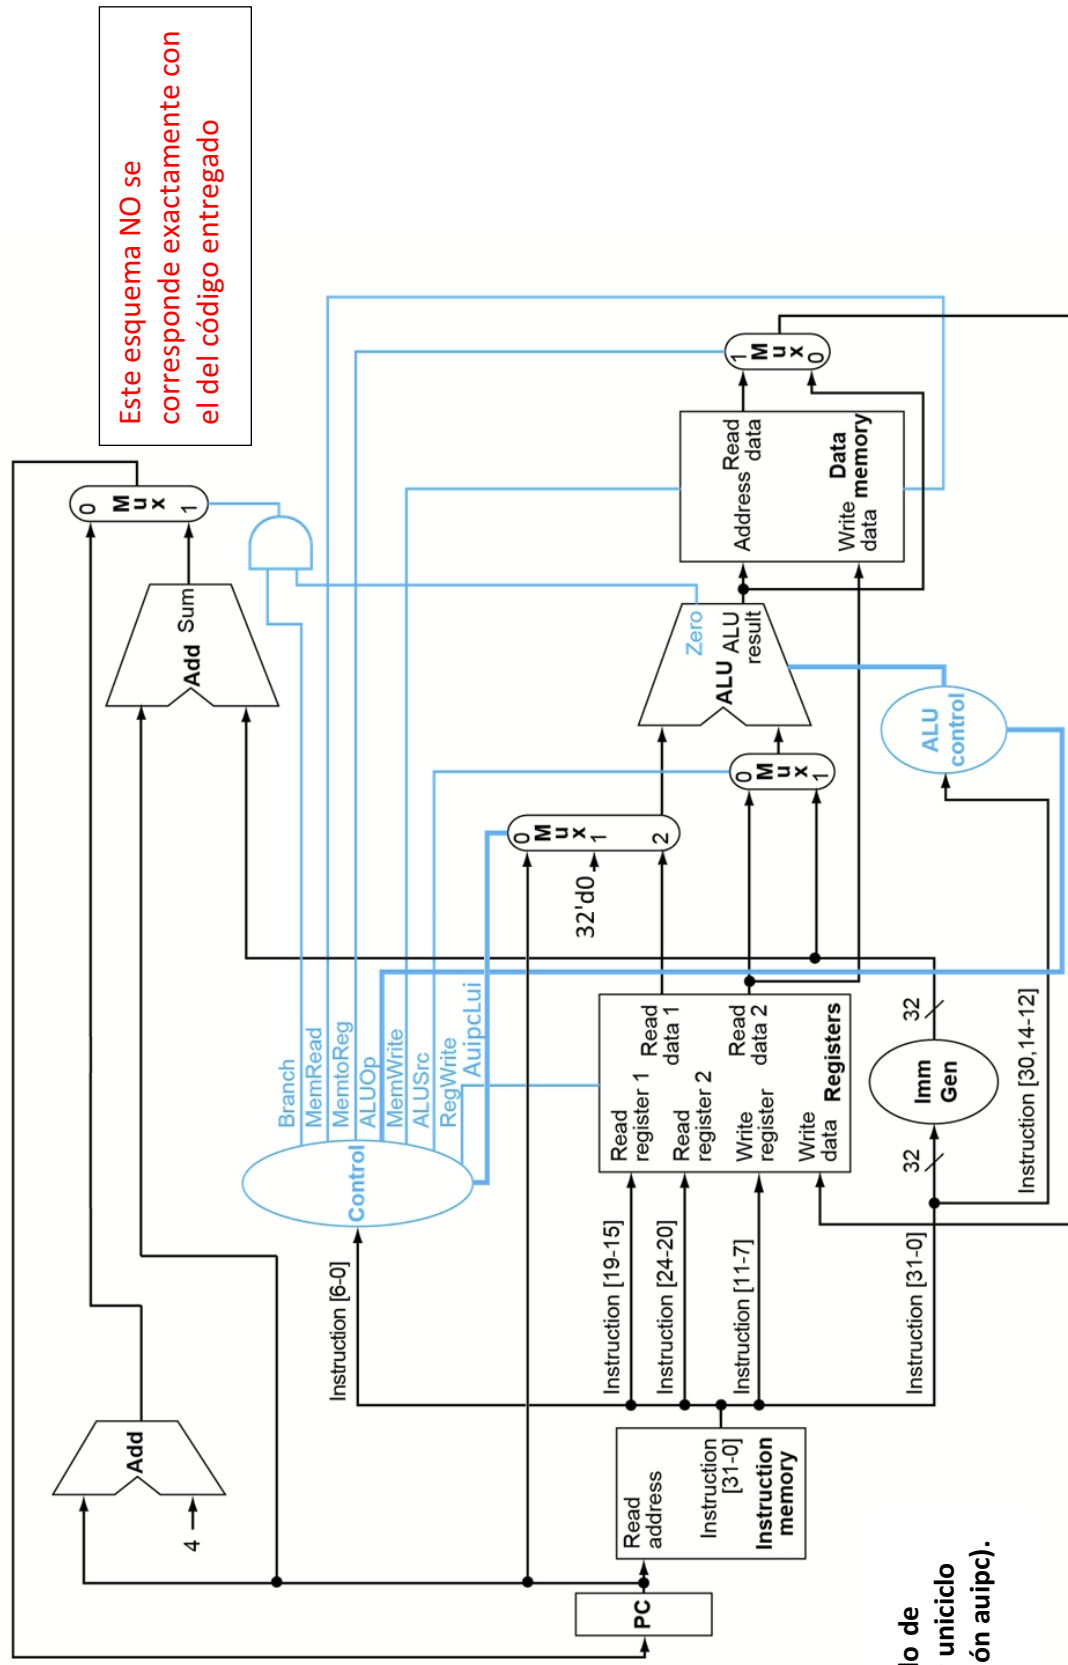 Este esquema NO se
corresponde exactamente con
el del código entregado
0
M
u
x
1
Add
Sum
Add
4
Branch
MemRead
MemtoReg
ALUOp
MemWrite
ALUSrc
RegWrite
AuipcLui
Control
Instruction [6-0]
Instruction [19-15]
Instruction [24-20]
Instruction [11-7]
Instruction [31-0]
Instruction [30,14-12]
PC
Read
address
Instruction
[31-0]
Instruction
memory
Read
register 1
Read
register 2
Write
register
Write
data
Read
data 1
Read
data 2
Registers
32
Imm
Gen
32
0
M
u
x
1
2
32'd0
0
M
u
x
1
Zero
ALU
ALU
result
ALU
control
Address
Read
data
Write
data
Data
memory
1
M
u
x
0
lo de
uniciclo
ón auipc).